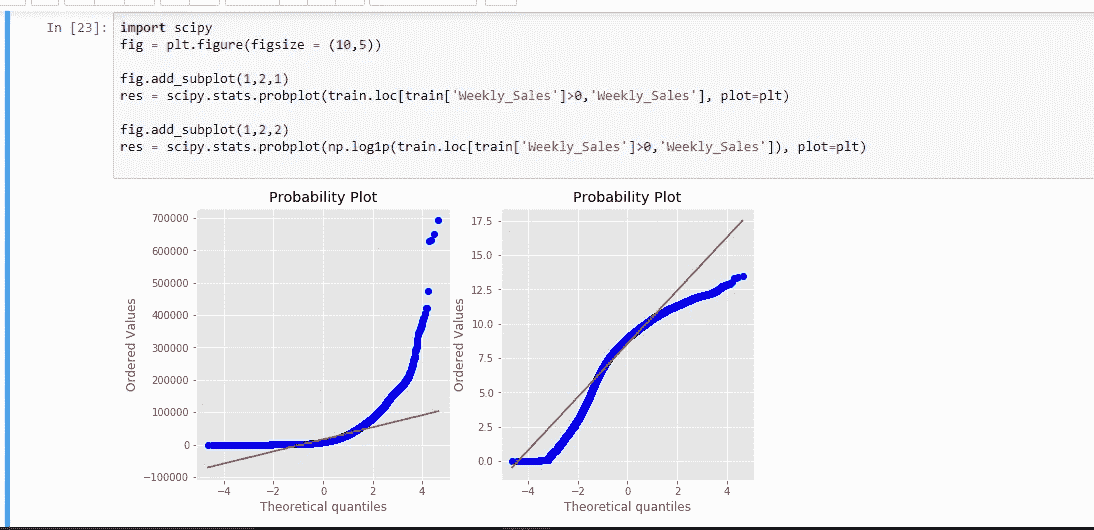 In [23]: import scipy
fig = plt.figure(figsize = (10,5))
fig.add_subplot(1,2,1)
res = scipy.stats.probplot(train.loc[train['Weekly_Sales']>0,'Weekly_Sales'], plot=plt)
fig.add_subplot(1,2,2)
res = scipy.stats.probplot(np.log1p(train.loc[train['Weekly_Sales']>0,'Weekly_Sales']), plot=plt)
Probability Plot
Ordered Values
700000
600000
500000
400000
300000
200000
100000
0
−100000
−4 −2 0 2 4
Theoretical quantiles
Probability Plot
Ordered Values
17.5
15.0
12.5
10.0
7.5
5.0
2.5
0.0
−4 −2 0 2 4
Theoretical quantiles